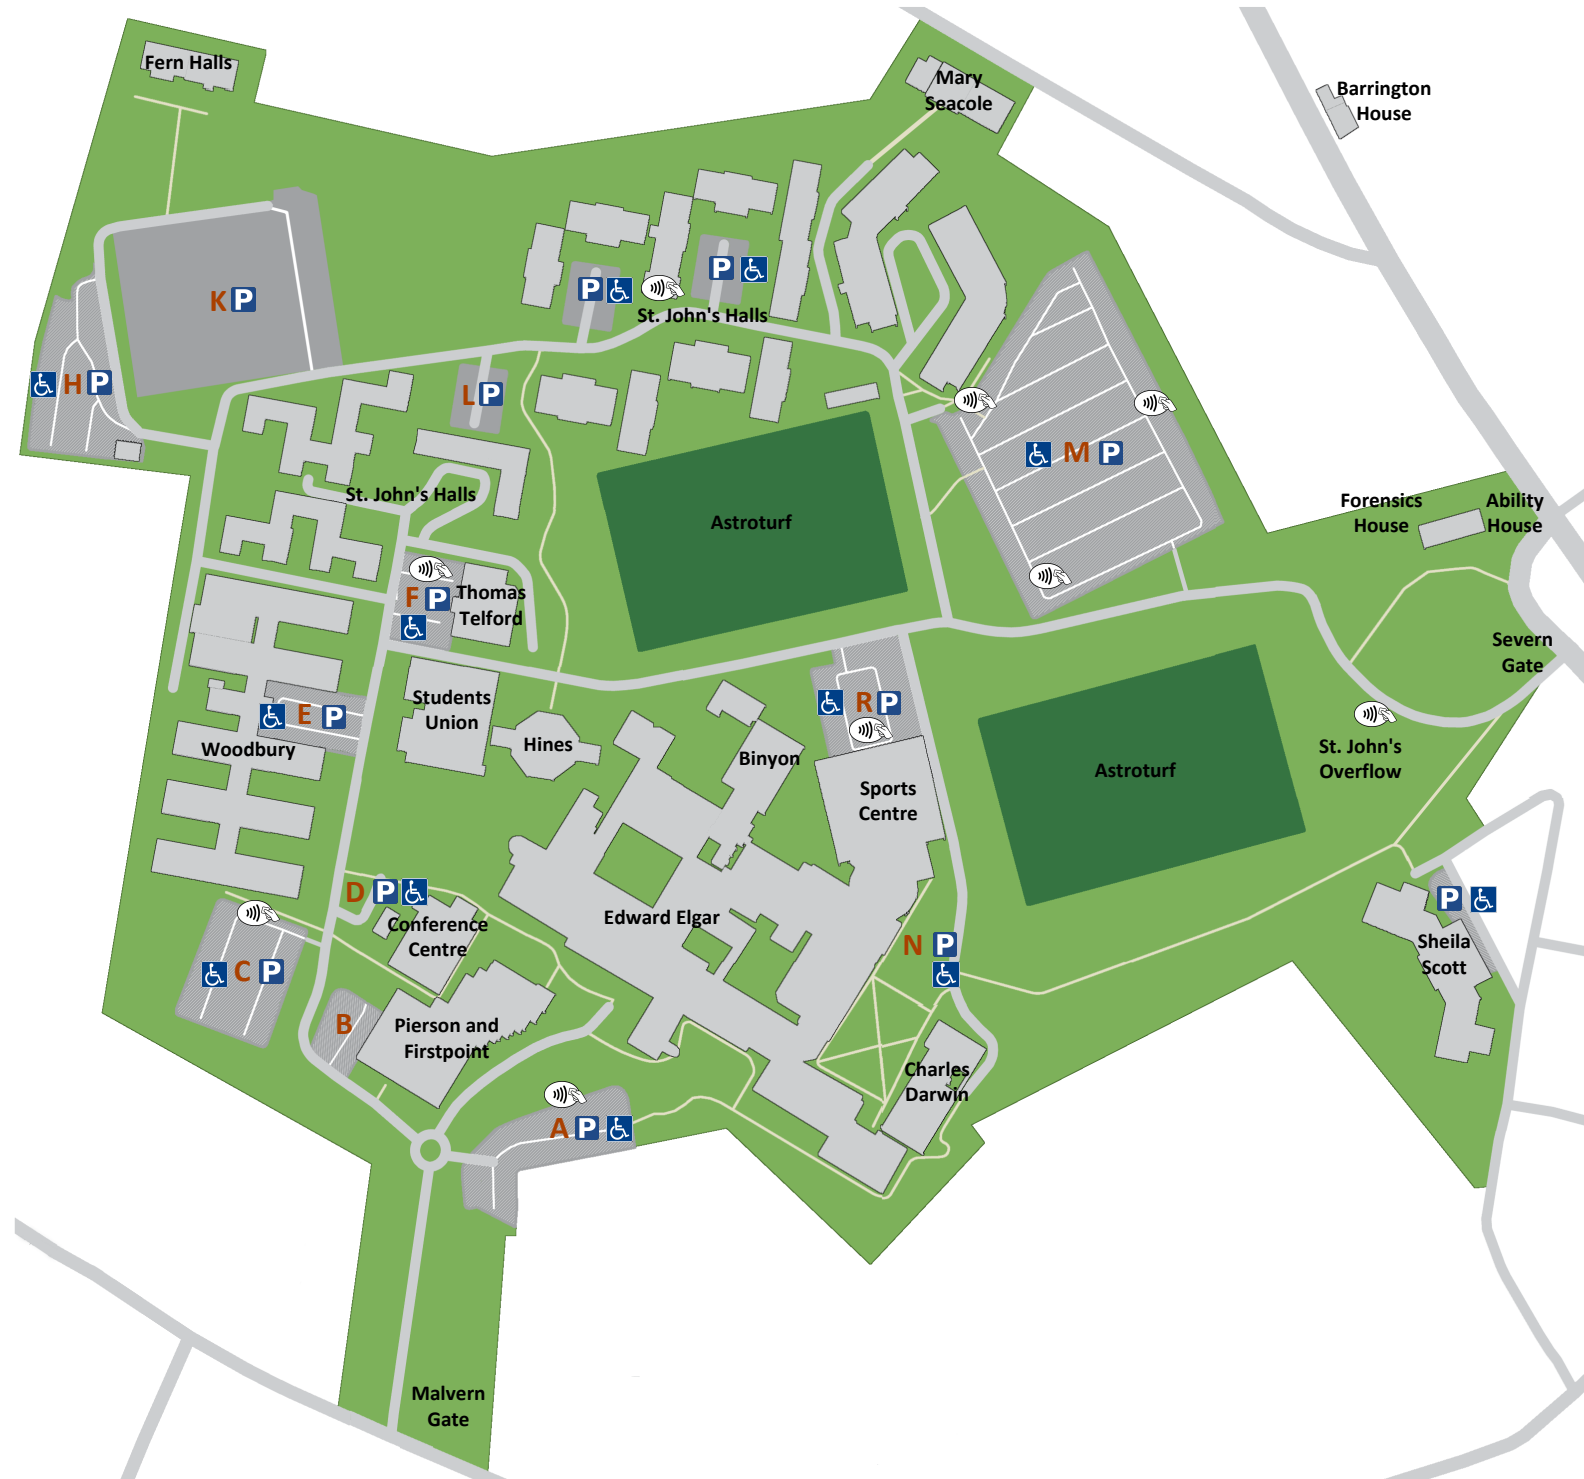 Fern Halls
Mary
Seacole
Barrington
House
P
P
St. John's Halls
K P
H P
L P
M P
St. John's Halls
Astroturf
Forensics
House
Ability
House
F P
Thomas
Telford
Severn
Gate
Students
Union
E P
Woodbury
Hines
Binyon
R P
Sports
Centre
Astroturf
St. John's
Overflow
D P
Conference
Centre
Edward Elgar
N P
P
Sheila
Scott
C P
B
Pierson and
Firstpoint
Charles
Darwin
A P
Malvern
Gate